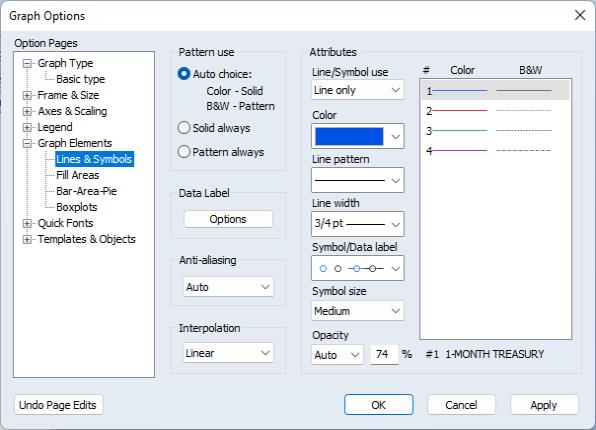 Graph Options
Option Pages
Graph Type
Basic type
Frame & Size
Axes & Scaling
Legend
Graph Elements
Lines & Symbols
Fill Areas
Bar-Area-Pie
Boxplots
Quick Fonts
Templates & Objects
Pattern use
Auto choice:
Color - Solid
B&W - Pattern
Solid always
Pattern always
Data Label
Options
Anti-aliasing
Auto
Interpolation
Linear
Attributes
Line/Symbol use
Line only
Color
Line pattern
Line width
3/4 pt
Symbol/Data label
Symbol size
Medium
Opacity
Auto 74 %
# Color B&W
1
2
3
4
#1 1-MONTH TREASURY
Undo Page Edits
OK
Cancel
Apply